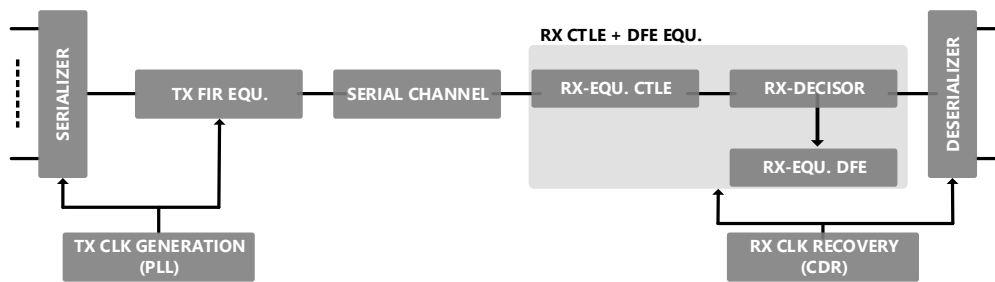 RX CTLE + DFE EQU.
SERIALIZER
TX FIR EQU.
SERIAL CHANNEL
RX-EQU. CTLE
RX-DECISOR
DESERIALIZER
RX-EQU. DFE
TX CLK GENERATION
(PLL)
RX CLK RECOVERY
(CDR)